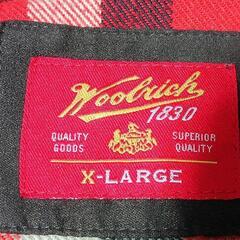 Woolrich
1830
QUALITY SUPERIOR
GOODS QUALITY
X-LARGE